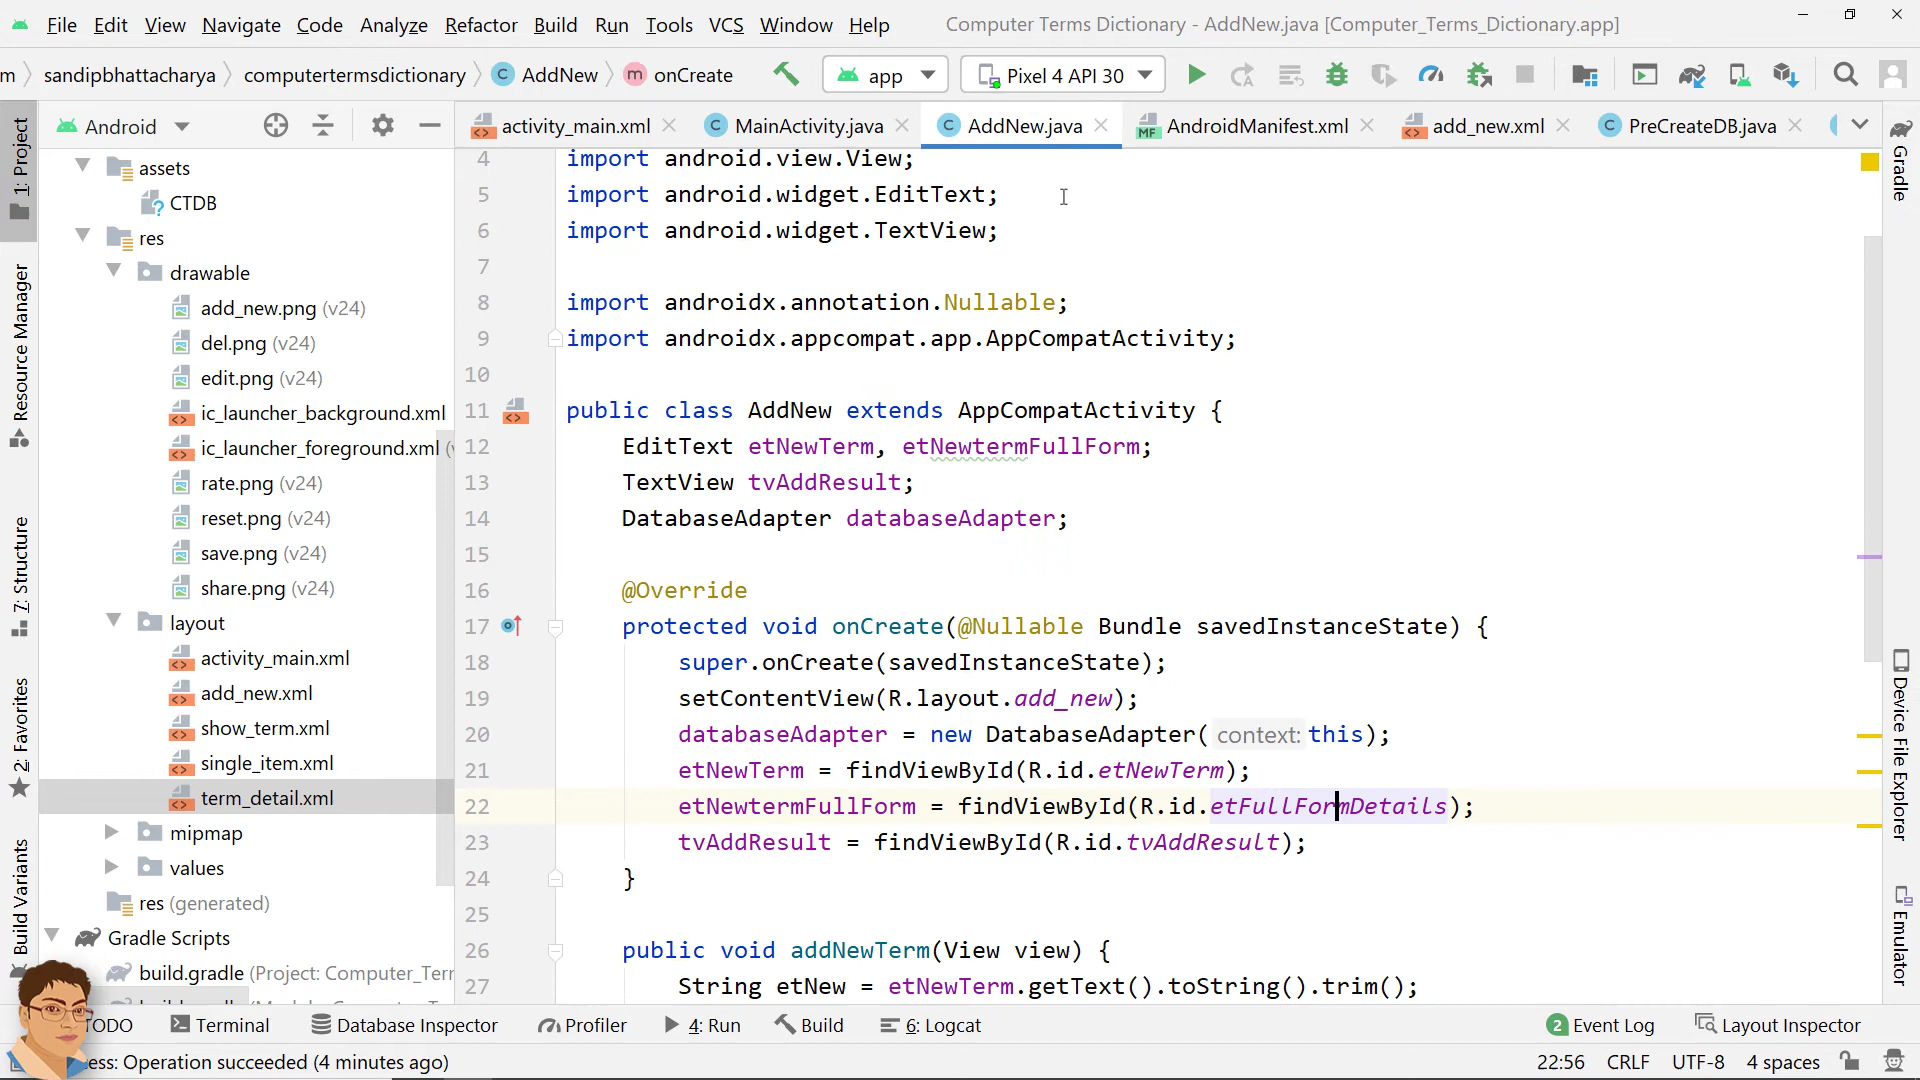 File Edit View Navigate Code Analyze Refactor Build Run Tools VCS Window Help Computer Terms Dictionary - AddNew.java [Computer_Terms_Dictionary.app]
m sandipbhattacharya computertermsdictionary C AddNew m onCreate app Pixel 4 API 30
Android activity_main.xml AddNew.java MainActivity.java AndroidManifest.xml add_new.xml PreCreateDB.java
1: Project
Resource Manager
7: Structure
2: Favorites
Build Variants
assets
CTDB
res
drawable
add_new.png (v24)
del.png (v24)
edit.png (v24)
ic_launcher_background.xml
ic_launcher_foreground.xml (v
rate.png (v24)
reset.png (v24)
save.png (v24)
share.png (v24)
layout
activity_main.xml
add_new.xml
show_term.xml
single_item.xml
term_detail.xml
mipmap
values
res (generated)
Gradle Scripts
build.gradle (Project: Computer_Terr
4 import android.view.View;
5 import android.widget.EditText;
6 import android.widget.TextView;
7
8 import androidx.annotation.Nullable;
9 import androidx.appcompat.app.AppCompatActivity;
10
11 public class AddNew extends AppCompatActivity {
12 EditText etNewTerm, etNewtermFullForm;
13 TextView tvAddResult;
14 DatabaseAdapter databaseAdapter;
15
16 @Override
17 protected void onCreate(@Nullable Bundle savedInstanceState) {
18 super.onCreate(savedInstanceState);
19 setContentView(R.layout.add_new);
20 databaseAdapter = new DatabaseAdapter( context: this);
21 etNewTerm = findViewById(R.id.etNewTerm);
22 etNewtermFullForm = findViewById(R.id.etFullFormDetails);
23 tvAddResult = findViewById(R.id.tvAddResult);
24 }
25
26 public void addNewTerm(View view) {
27 String etNew = etNewTerm.getText().toString().trim();
Gradle
Device File Explorer
Emulator
TODO Terminal Database Inspector Profiler 4: Run Build 6: Logcat 2 Event Log Layout Inspector
ess: Operation succeeded (4 minutes ago) 22:56 CRLF UTF-8 4 spaces